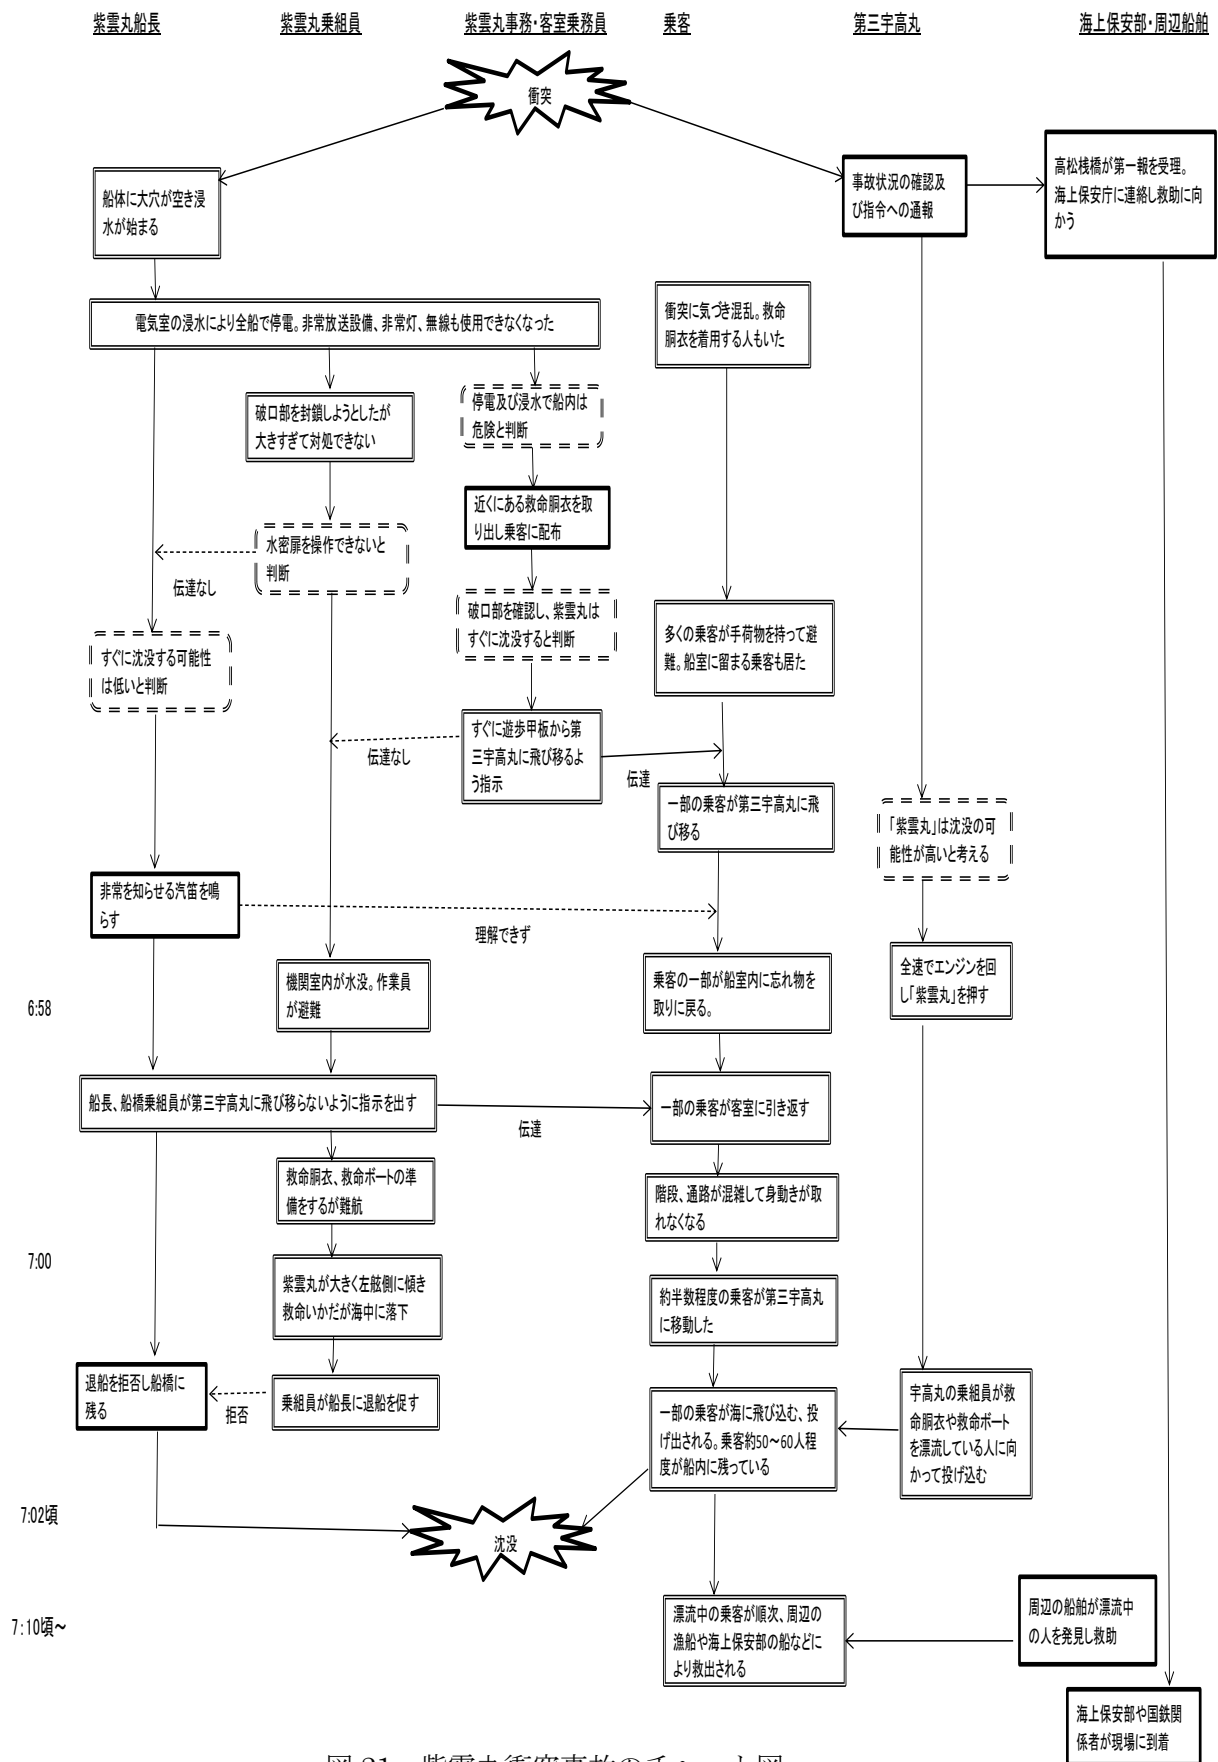 紫雲丸船長
紫雲丸乗組員
紫雲丸事務・客室乗務員
乗客
第三宇高丸
海上保安部・周辺船舶
衝突
船体に大穴が空き浸
水が始まる
事故状況の確認及
び指令への通報
高松桟橋が第一報を受理。
海上保安庁に連絡し救助に向
かう
電気室の浸水により全船で停電。非常放送設備、非常灯、無線も使用できなくなった
衝突に気づき混乱。救命
胴衣を着用する人もいた
破口部を封鎖しようとしたが
大きすぎて対処できない
停電及び浸水で船内は
危険と判断
近くにある救命胴衣を取
り出し乗客に配布
水密扉を操作できないと
判断
伝達なし
破口部を確認し、紫雲丸は
すぐに沈没すると判断
多くの乗客が手荷物を持って避
難。船室に留まる乗客も居た
すぐに沈没する可能性
は低いと判断
すぐに遊歩甲板から第
三宇高丸に飛び移るよ
う指示
伝達なし
伝達
一部の乗客が第三宇高丸に飛
び移る
「紫雲丸」は沈没の可
能性が高いと考える
非常を知らせる汽笛を鳴
らす
理解できず
機関室内が水没。作業員
が避難
乗客の一部が船室内に忘れ物を
取りに戻る。
全速でエンジンを回
し「紫雲丸」を押す
6:58
船長、船橋乗組員が第三宇高丸に飛び移らないように指示を出す
伝達
一部の乗客が客室に引き返す
救命胴衣、救命ボートの準
備をするが難航
階段、通路が混雑して身動きが取
れなくなる
7:00
紫雲丸が大きく左舷側に傾き
救命いかだが海中に落下
約半数程度の乗客が第三宇高丸
に移動した
退船を拒否し船橋に
残る
拒否
乗組員が船長に退船を促す
一部の乗客が海に飛び込む、投
げ出される。乗客約50～60人程
度が船内に残っている
宇高丸の乗組員が救
命胴衣や救命ボート
を漂流している人に向
かって投げ込む
7:02頃
沈没
7:10頃～
漂流中の乗客が順次、周辺の
漁船や海上保安部の船などに
より救出される
周辺の船舶が漂流中
の人を発見し救助
海上保安部や国鉄関
係者が現場に到着
図 21 紫雲丸衝突事故のチャート図